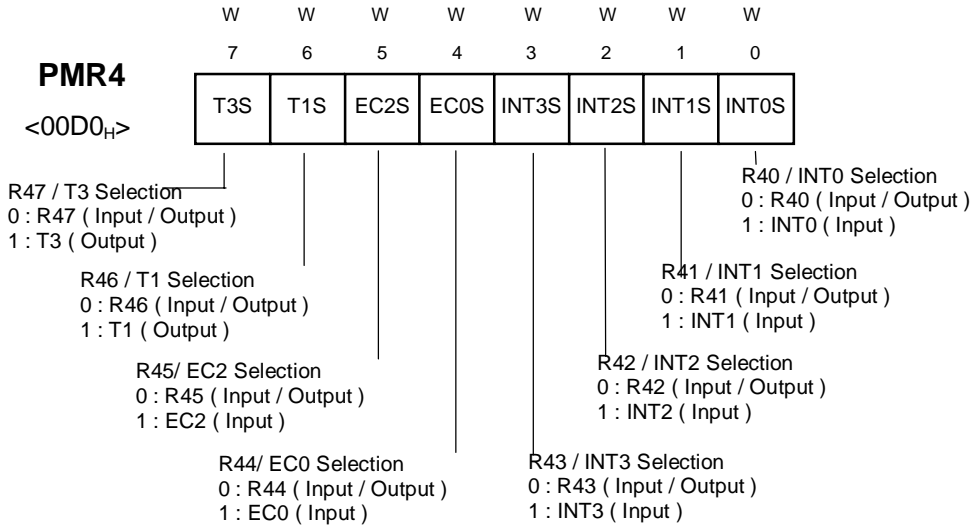 W W W W W W W W
7 6 5 4 3 2 1 0
PMR4
T3S T1S EC2S EC0S INT3S INT2S INT1S INT0S
<00D0H>
R47 / T3 Selection
0 : R47 ( Input / Output )
1 : T3 ( Output )
R40 / INT0 Selection
0 : R40 ( Input / Output )
1 : INT0 ( Input )
R46 / T1 Selection
0 : R46 ( Input / Output )
1 : T1 ( Output )
R41 / INT1 Selection
0 : R41 ( Input / Output )
1 : INT1 ( Input )
R45/ EC2 Selection
0 : R45 ( Input / Output )
1 : EC2 ( Input )
R42 / INT2 Selection
0 : R42 ( Input / Output )
1 : INT2 ( Input )
R44/ EC0 Selection
0 : R44 ( Input / Output )
1 : EC0 ( Input )
R43 / INT3 Selection
0 : R43 ( Input / Output )
1 : INT3 ( Input )